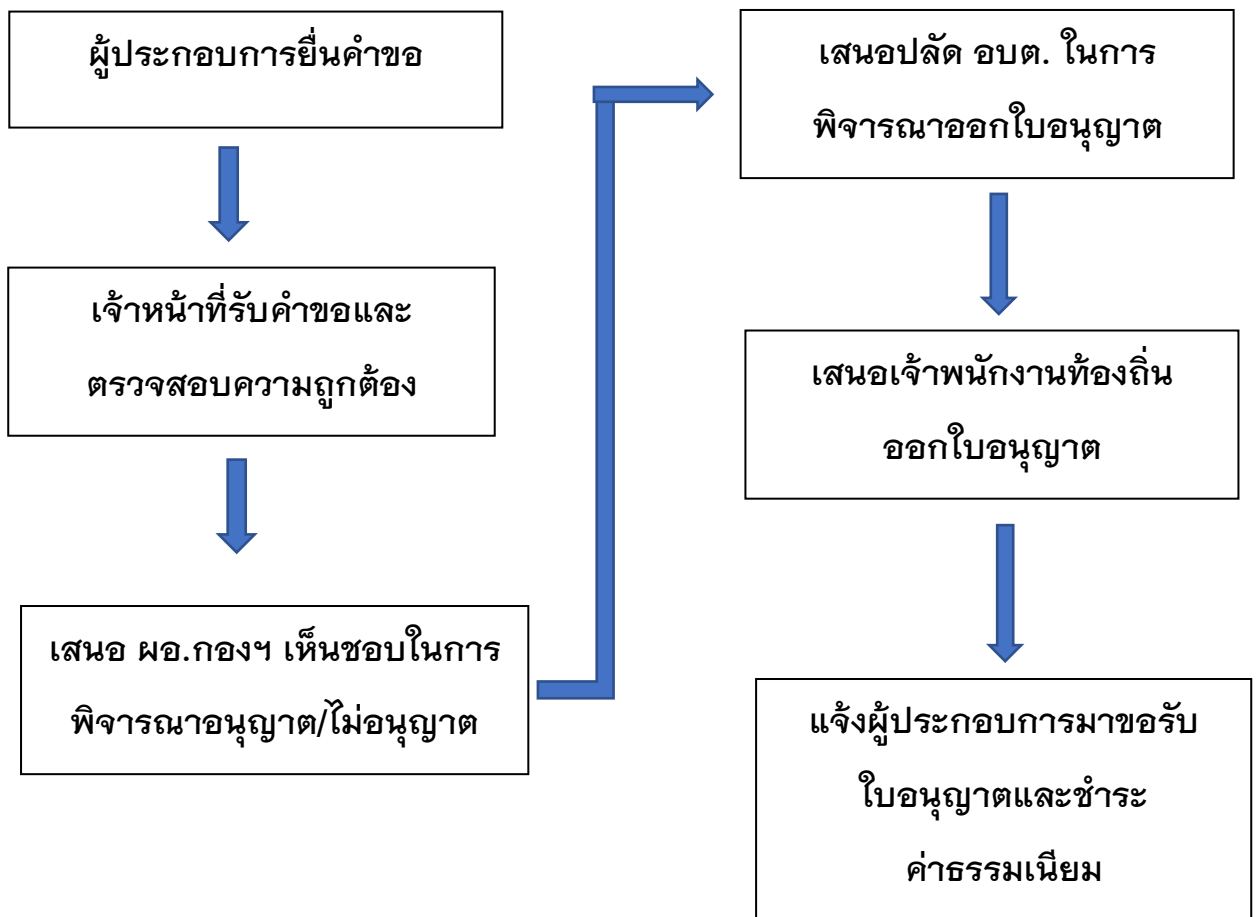 ผู้ประกอบการยื่นคำขอ
เจ้าหน้าที่รับคำขอและ
ตรวจสอบความถูกต้อง
เสนอ ผอ.กองฯ เห็นชอบในการ
พิจารณาอนุญาต/ไม่อนุญาต
เสนอปลัด อบต. ในการ
พิจารณาออกใบอนุญาต
เสนอเจ้าพนักงานท้องถิ่น
ออกใบอนุญาต
แจ้งผู้ประกอบการมาขอรับ
ใบอนุญาตและชำระ
ค่าธรรมเนียม